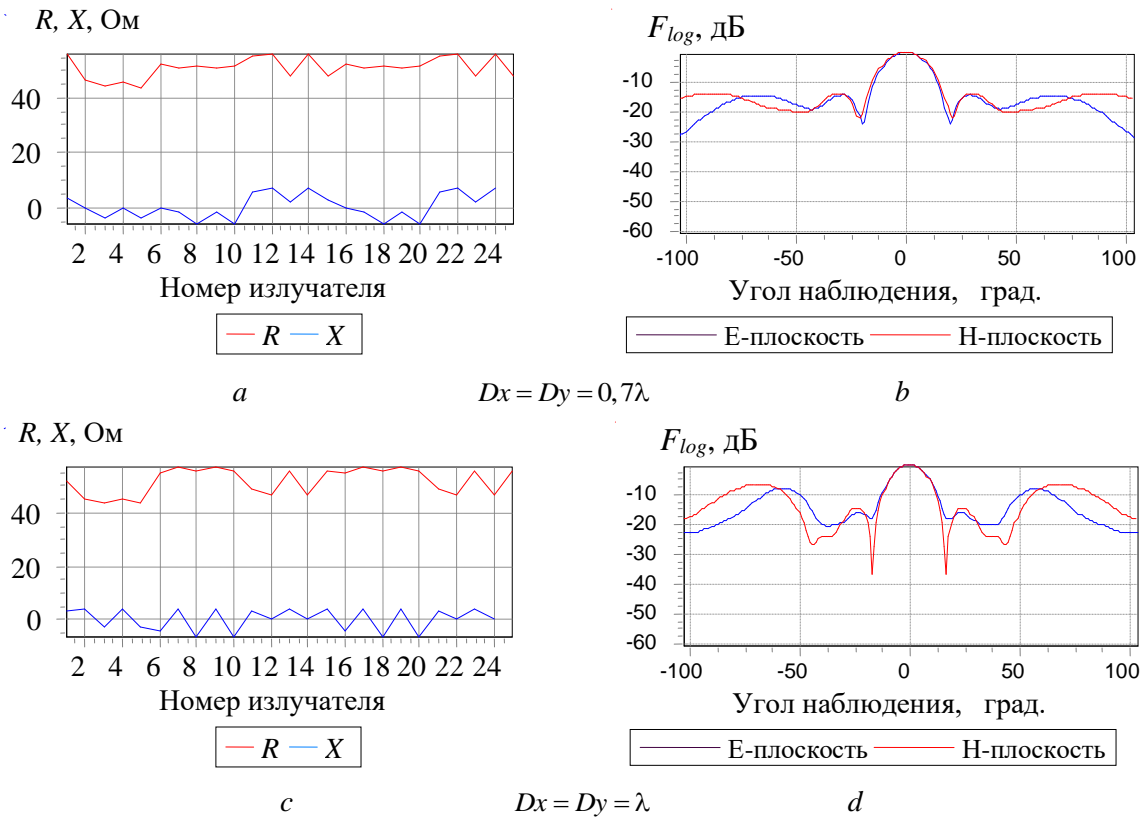 R, X, Ом
40
20
0
2 4 6 8 10 12 14 16 18 20 22 24
Номер излучателя
R X
a
F_log, дБ
-10
-20
-30
-40
-50
-60
-100 -50 0 50 100
Угол наблюдения, град.
Е-плоскость Н-плоскость
b
Dx = Dy = 0,7λ
R, X, Ом
40
20
0
2 4 6 8 10 12 14 16 18 20 22 24
Номер излучателя
R X
c
F_log, дБ
-10
-20
-30
-40
-50
-60
-100 -50 0 50 100
Угол наблюдения, град.
Е-плоскость Н-плоскость
d
Dx = Dy = λ